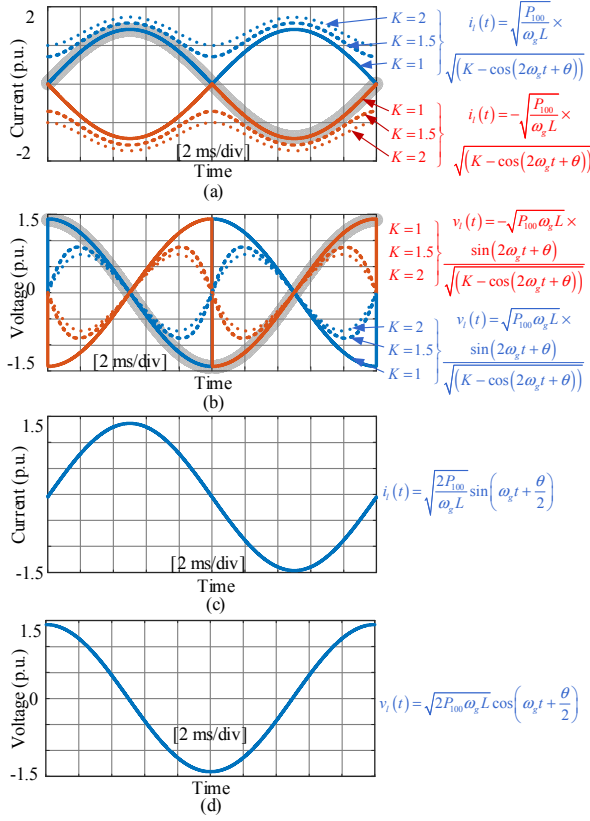 2
-2
Current (p.u.)
[2 ms/div]
Time
(a)
K = 2
K = 1.5
K = 1
i_l(t) = √(P_100/(ω_g L)) ×
√((K − cos(2ω_g t + θ)))
K = 1
K = 1.5
K = 2
i_l(t) = −√(P_100/(ω_g L)) ×
√((K − cos(2ω_g t + θ)))
1.5
0.0
-1.5
Voltage (p.u.)
[2 ms/div]
Time
(b)
K = 1
K = 1.5
K = 2
v_l(t) = −√(P_100 ω_g L) ×
sin(2ω_g t + θ)
√((K − cos(2ω_g t + θ)))
K = 2
K = 1.5
K = 1
v_l(t) = √(P_100 ω_g L) ×
sin(2ω_g t + θ)
√((K − cos(2ω_g t + θ)))
1.5
-0
-1.5
Current (p.u.)
[2 ms/div]
Time
(c)
i_l(t) = √(2P_100/(ω_g L)) sin(ω_g t + θ/2)
1.5
-0
-1.5
Voltage (p.u.)
[2 ms/div]
Time
(d)
v_l(t) = √(2P_100 ω_g L) cos(ω_g t + θ/2)